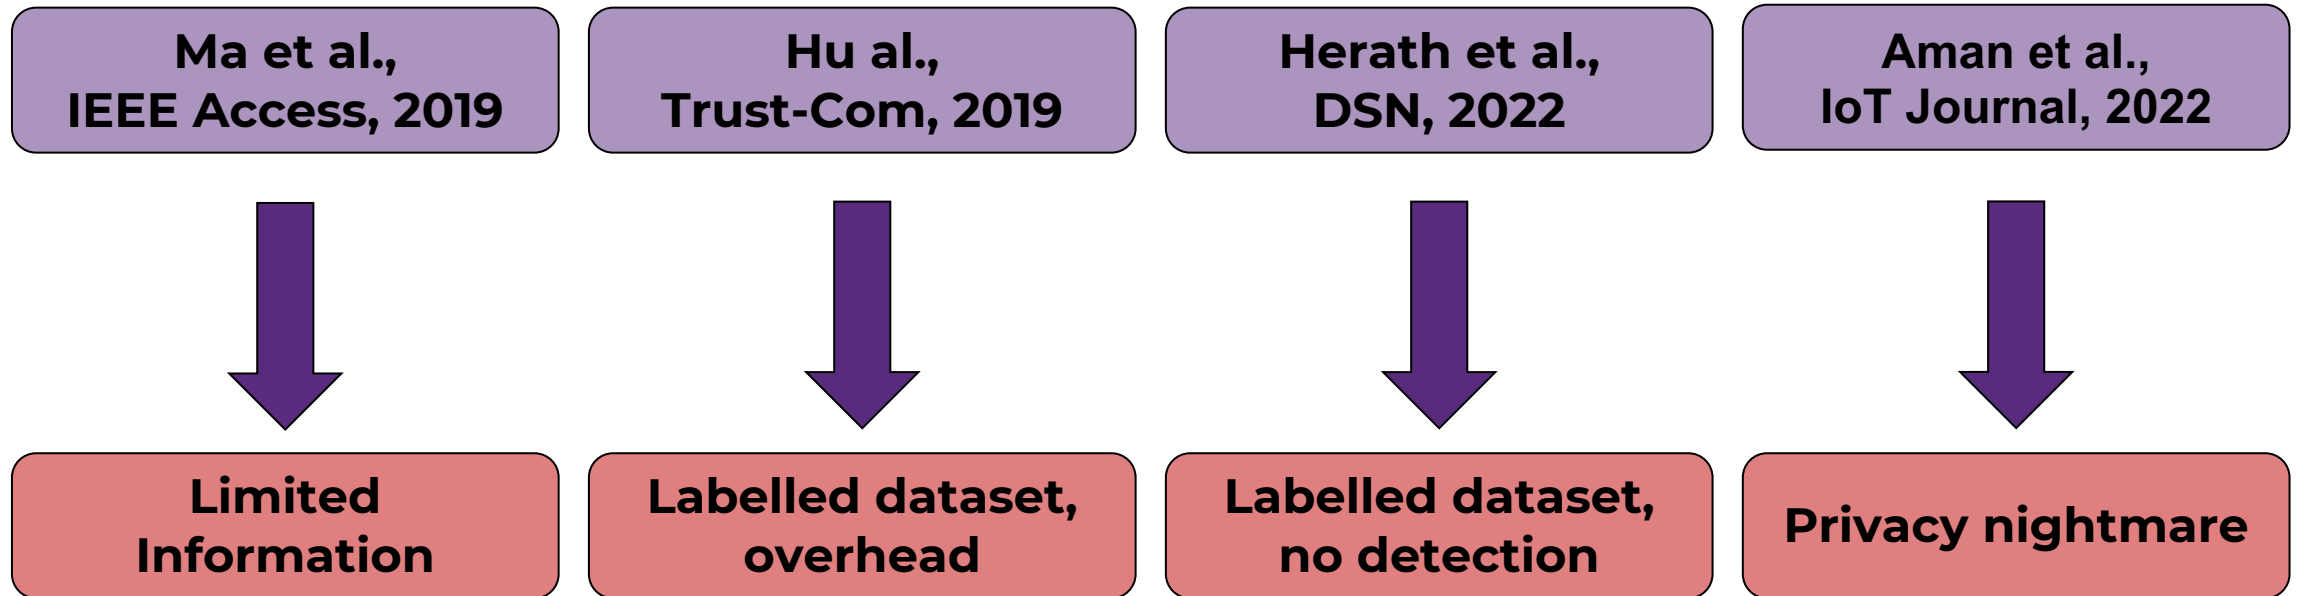 Ma et al.,
IEEE Access, 2019
Hu al.,
Trust-Com, 2019
Herath et al.,
DSN, 2022
Aman et al.,
IoT Journal, 2022
Limited
Information
Labelled dataset,
overhead
Labelled dataset,
no detection
Privacy nightmare